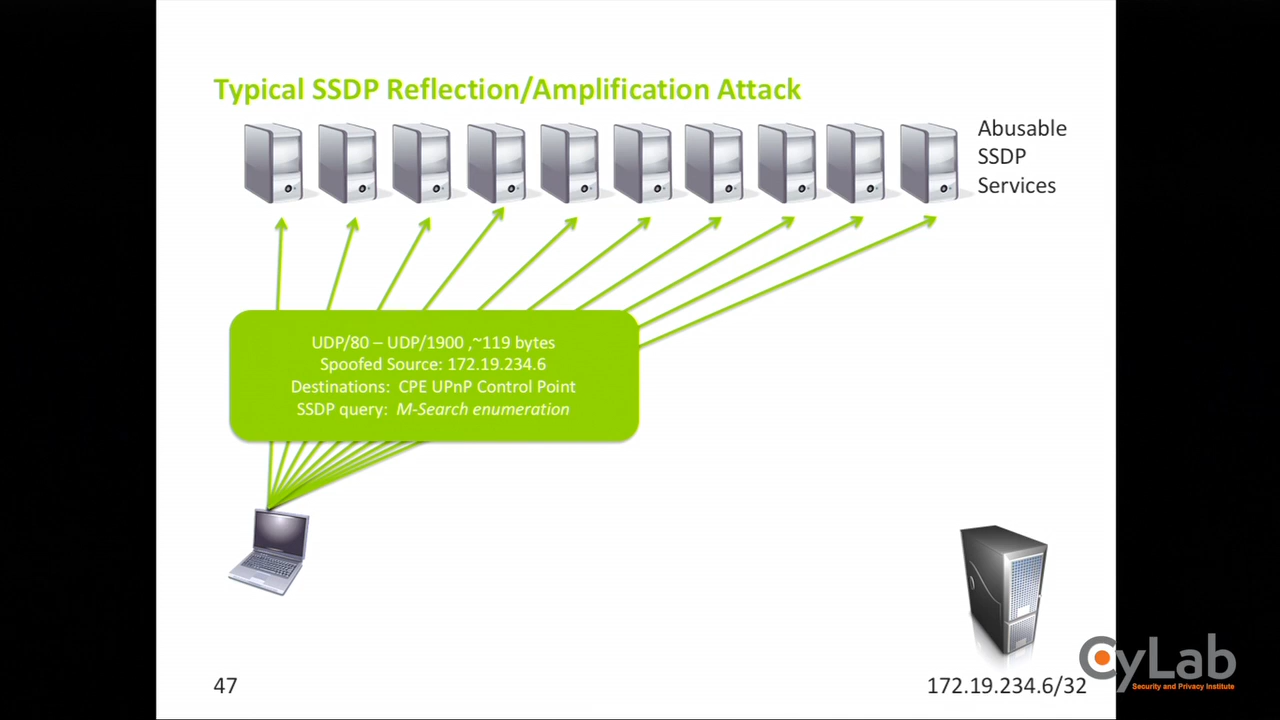 Typical SSDP Reflection/Amplification Attack
Abusable
SSDP
Services
UDP/80 – UDP/1900 ,~119 bytes
Spoofed Source: 172.19.234.6
Destinations: CPE UPnP Control Point
SSDP query: M-Search enumeration
47
172.19.234.6/32
CyLab
Security and Privacy Institute